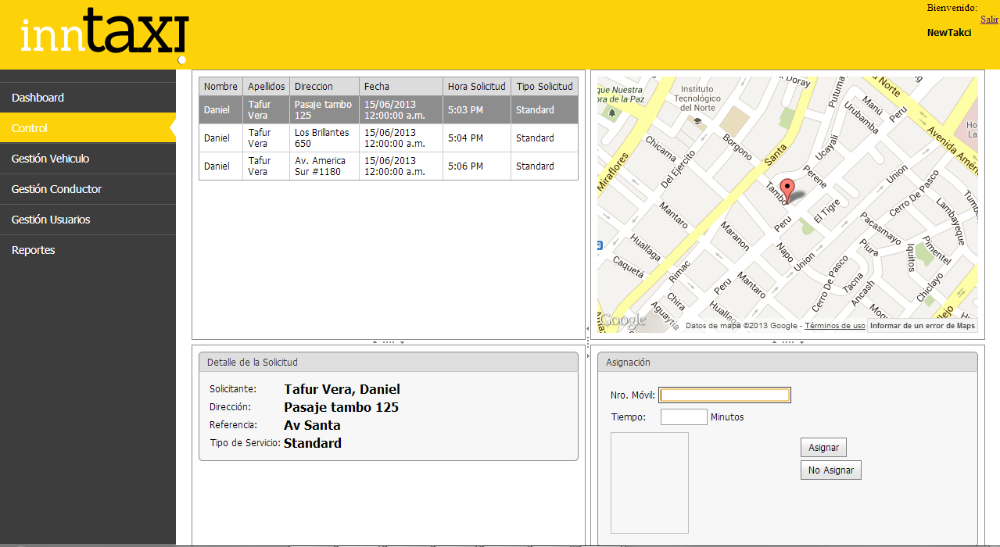 inntaxi
Bienvenido:
Salir
NewTakci
Dashboard
Control
Gestión Vehiculo
Gestión Conductor
Gestión Usuarios
Reportes
Nombre Apellidos Direccion Fecha Hora Solicitud Tipo Solicitud
Daniel Tafur Vera Pasaje tambo 125 15/06/2013 12:00:00 a.m. 5:03 PM Standard
Daniel Tafur Vera Los Brillantes 650 15/06/2013 12:00:00 a.m. 5:04 PM Standard
Daniel Tafur Vera Av. America Sur #1180 15/06/2013 12:00:00 a.m. 5:06 PM Standard
que Nuestra
ora de la Paz
Instituto
Tecnológico
del Norte
Doray
Putuma
Manú
Urubamba
Peru
a Norte
Avenida Améri
Ho
La
Chicama
Borgono
Santa
Ucayali
Miraflores
Del Ejercito
Perene
Union
Tambo
Cerro De Pasco
Tumb
Mantaro
Peru
El Tigre
Lambayeque
Maranon
Pacasmayo
Huallaga
Napo
Union
Piura
Iquitos
Pimentel
Caquetá
Rimac
Peru
Mantaro
Cerro De Pasco
Tacna
Ancash
Chiclayo
Chira
Huallaga
Aguaytia
Moq
llejo
Google
Datos de mapa ©2013 Google - Términos de uso
Informar de un error de Maps
Detalle de la Solicitud
Solicitante: Tafur Vera, Daniel
Dirección: Pasaje tambo 125
Referencia: Av Santa
Tipo de Servicio: Standard
Asignación
Nro. Móvil:
Tiempo: Minutos
Asignar
No Asignar